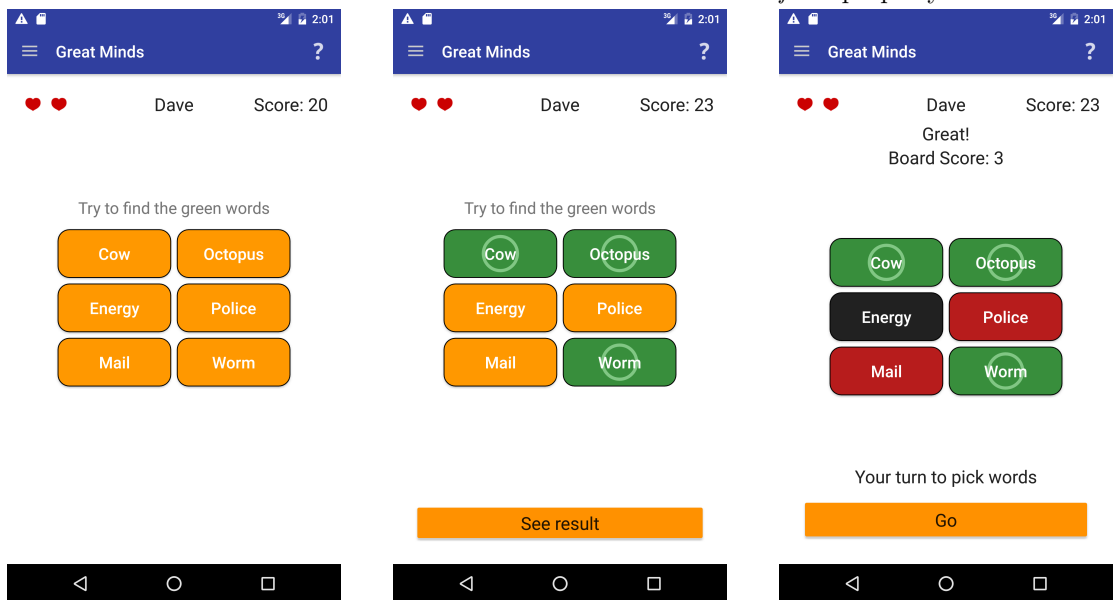 3G 2:01
Great Minds ?
Dave Score: 20
Try to find the green words
Cow Octopus
Energy Police
Mail Worm
3G 2:01
Great Minds ?
Dave Score: 23
Try to find the green words
Cow Octopus
Energy Police
Mail Worm
See result
3G 2:01
Great Minds ?
Dave Score: 23
Great!
Board Score: 3
Cow Octopus
Energy Police
Mail Worm
Your turn to pick words
Go